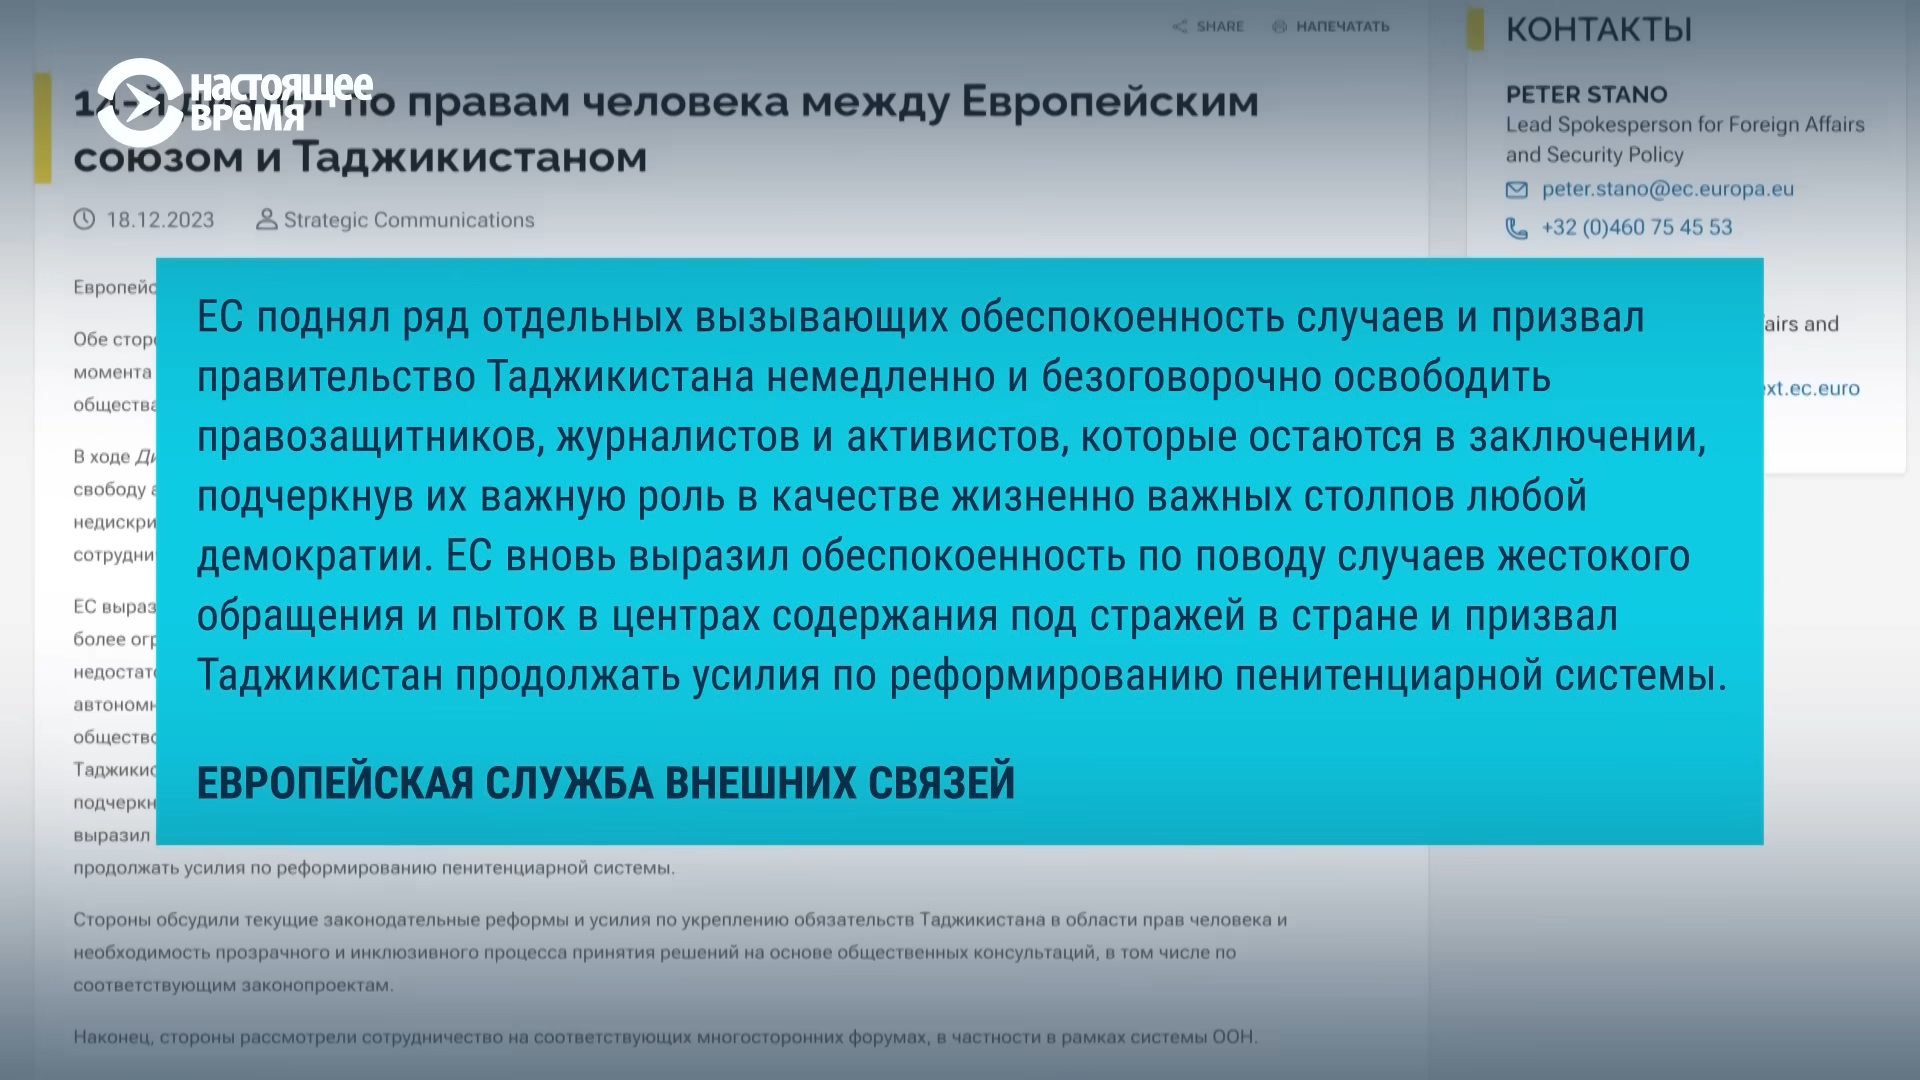 SHARE НАПЕЧАТАТЬ
НАСТОЯЩЕЕ
ВРЕМЯ
по правам человека между Европейским
союзом и Таджикистаном
18.12.2023 Strategic Communications
КОНТАКТЫ
PETER STANO
Lead Spokesperson for Foreign Affairs
and Security Policy
peter.stano@ec.europa.eu
+32 (0)460 75 45 53
airs and
xt.ec.euro
Обе
момента
В ходе
свободу
ЕС
более
выразил
ЕС поднял ряд отдельных вызывающих обеспокоенность случаев и призвал
правительство Таджикистана немедленно и безоговорочно освободить
правозащитников, журналистов и активистов, которые остаются в заключении,
подчеркнув их важную роль в качестве жизненно важных столпов любой
демократии. ЕС вновь выразил обеспокоенность по поводу случаев жестокого
обращения и пыток в центрах содержания под стражей в стране и призвал
Таджикистан продолжать усилия по реформированию пенитенциарной системы.
ЕВРОПЕЙСКАЯ СЛУЖБА ВНЕШНИХ СВЯЗЕЙ
продолжать усилия по реформированию пенитенциарной системы.
Стороны обсудили текущие законодательные реформы и усилия по укреплению обязательств Таджикистана в области прав человека и
необходимость прозрачного и инклюзивного процесса принятия решений на основе общественных консультаций, в том числе по
соответствующим законопроектам.
Наконец, стороны рассмотрели сотрудничество на соответствующих многосторонних форумах, в частности в рамках системы ООН.